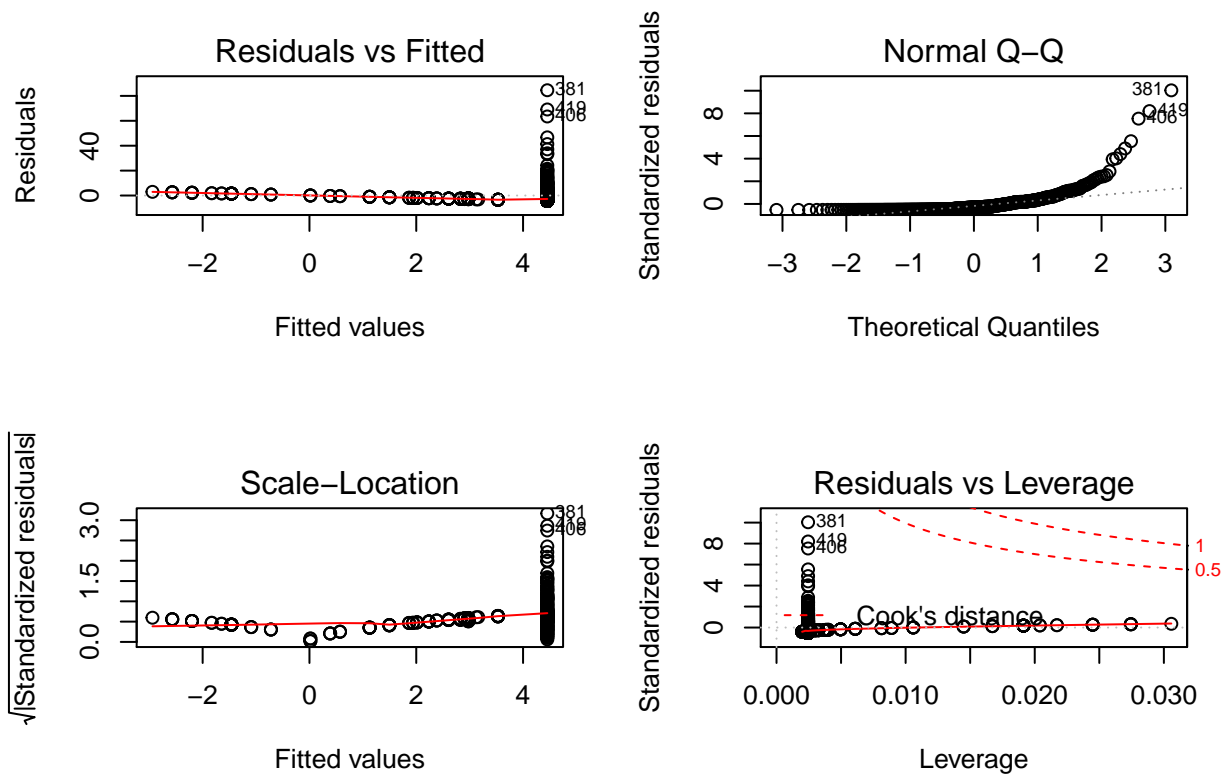 Residuals vs Fitted
Residuals
0 40
−2 0 2 4
Fitted values
381
419
406
Normal Q−Q
Standardized residuals
0 4 8
−3 −2 −1 0 1 2 3
Theoretical Quantiles
381
419
406
Scale−Location
√|Standardized residuals|
0.0 1.5 3.0
−2 0 2 4
Fitted values
381
419
406
Residuals vs Leverage
Standardized residuals
0 4 8
0.000 0.010 0.020 0.030
Leverage
Cook's distance
1
0.5
381
419
406